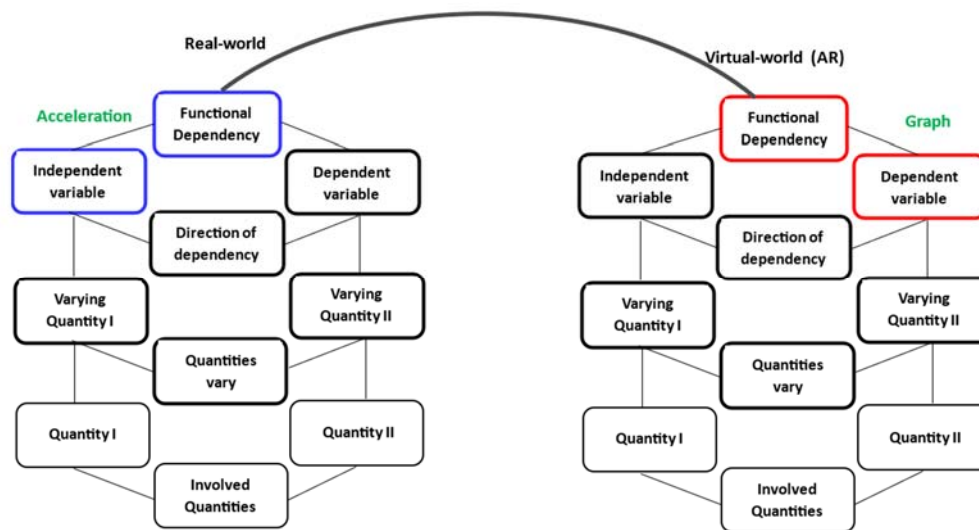 Real-world
Virtual-world (AR)
Acceleration
Functional
Dependency
Independent
variable
Dependent
variable
Direction of
dependency
Varying
Quantity I
Varying
Quantity II
Quantities
vary
Quantity I
Quantity II
Involved
Quantities
Functional
Dependency
Graph
Independent
variable
Dependent
variable
Direction of
dependency
Varying
Quantity I
Varying
Quantity II
Quantities
vary
Quantity I
Quantity II
Involved
Quantities